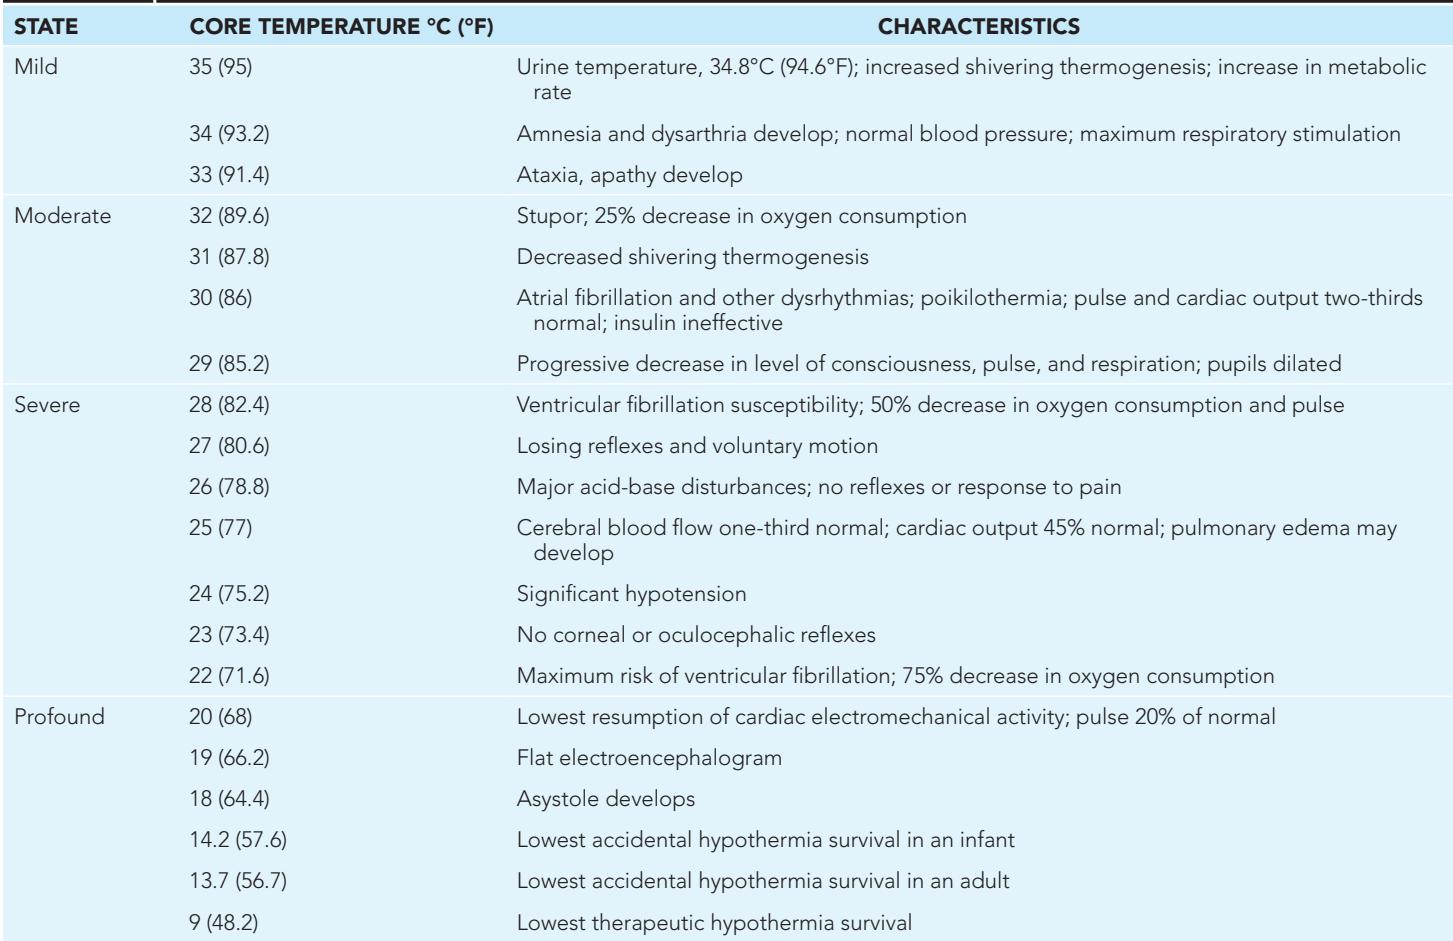 STATE CORE TEMPERATURE °C (°F) CHARACTERISTICS
Mild 35 (95) Urine temperature, 34.8°C (94.6°F); increased shivering thermogenesis; increase in metabolic
rate
34 (93.2) Amnesia and dysarthria develop; normal blood pressure; maximum respiratory stimulation
33 (91.4) Ataxia, apathy develop
Moderate 32 (89.6) Stupor; 25% decrease in oxygen consumption
31 (87.8) Decreased shivering thermogenesis
30 (86) Atrial fibrillation and other dysrhythmias; poikilothermia; pulse and cardiac output two-thirds
normal; insulin ineffective
29 (85.2) Progressive decrease in level of consciousness, pulse, and respiration; pupils dilated
Severe 28 (82.4) Ventricular fibrillation susceptibility; 50% decrease in oxygen consumption and pulse
27 (80.6) Losing reflexes and voluntary motion
26 (78.8) Major acid-base disturbances; no reflexes or response to pain
25 (77) Cerebral blood flow one-third normal; cardiac output 45% normal; pulmonary edema may
develop
24 (75.2) Significant hypotension
23 (73.4) No corneal or oculocephalic reflexes
22 (71.6) Maximum risk of ventricular fibrillation; 75% decrease in oxygen consumption
Profound 20 (68) Lowest resumption of cardiac electromechanical activity; pulse 20% of normal
19 (66.2) Flat electroencephalogram
18 (64.4) Asystole develops
14.2 (57.6) Lowest accidental hypothermia survival in an infant
13.7 (56.7) Lowest accidental hypothermia survival in an adult
9 (48.2) Lowest therapeutic hypothermia survival